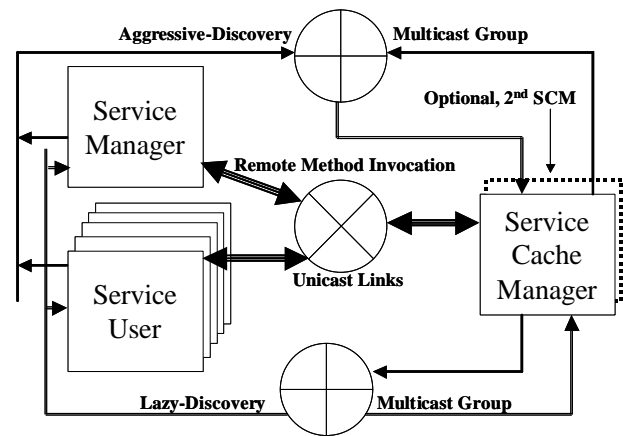 Aggressive-Discovery
Multicast Group
Optional, 2nd SCM
Service
Manager
Remote Method Invocation
Service
Cache
Manager
Service
User
Unicast Links
Lazy-Discovery
Multicast Group